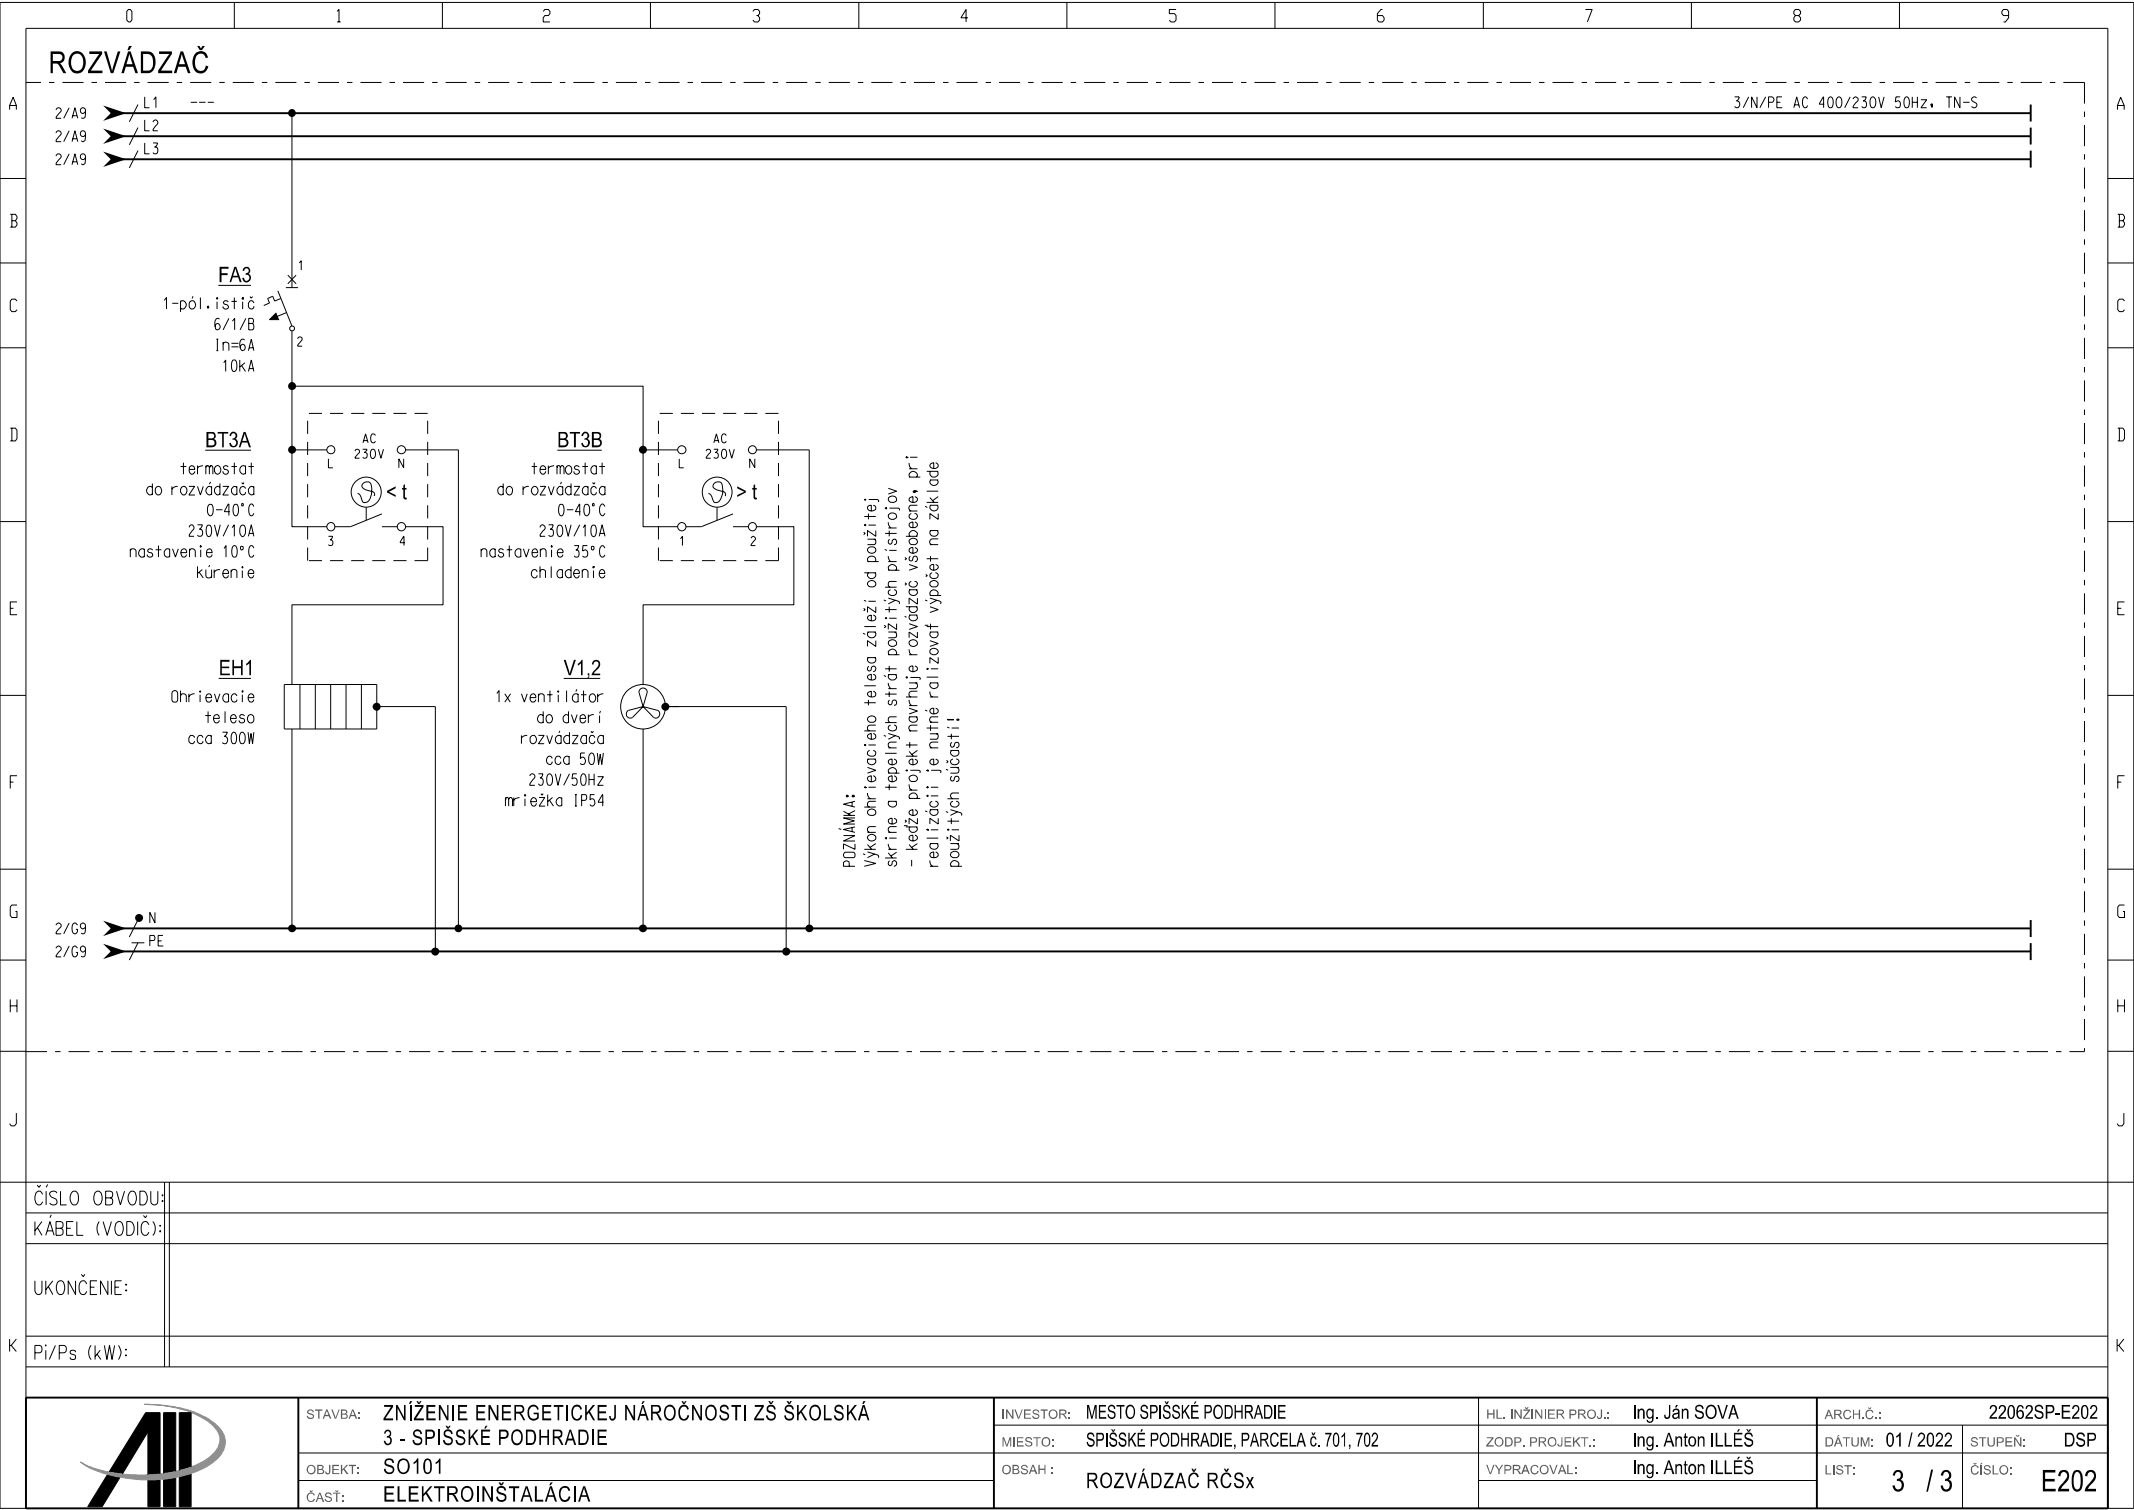 0 1 2 3 4 5 6 7 8 9
ROZVÁDZAČ
A A
2/A9 L1 ---
3/N/PE AC 400/230V 50Hz, TN-S
2/A9 L2
2/A9 L3
B B
C C
FA3
1-pól.istič
6/1/B
In=6A
10kA
1
2
D D
BT3A
termostat
do rozvádzača
0-40°C
230V/10A
nastavenie 10°C
kúrenie
AC
230V
L N
< t
3 4
BT3B
termostat
do rozvádzača
0-40°C
230V/10A
nastavenie 35°C
chladenie
AC
230V
L N
> t
1 2
E E
EH1
Ohrievacie
teleso
cca 300W
V1,2
1x ventilátor
do dverí
rozvádzača
cca 50W
230V/50Hz
mriežka IP54
POZNÁMKA:
Výkon ohrievacieho telesa záleží od použitej
skrine a tepelných strát použitých prístrojov
- keďže projekt navrhuje rozvádzač všeobecne, pri
realizácii je nutné ralizovať výpočet na základe
použitých súčastí!
F F
G G
2/G9 N
2/G9 PE
H H
J J
ČÍSLO OBVODU:
KÁBEL (VODIČ):
UKONČENIE:
K K
Pi/Ps (kW):
STAVBA: ZNÍŽENIE ENERGETICKEJ NÁROČNOSTI ZŠ ŠKOLSKÁ
3 - SPIŠSKÉ PODHRADIE
OBJEKT: SO101
ČASŤ: ELEKTROINŠTALÁCIA
INVESTOR: MESTO SPIŠSKÉ PODHRADIE
MIESTO: SPIŠSKÉ PODHRADIE, PARCELA č. 701, 702
OBSAH : ROZVÁDZAČ RČSx
HL. INŽINIER PROJ.: Ing. Ján SOVA
ZODP. PROJEKT.: Ing. Anton ILLÉŠ
VYPRACOVAL: Ing. Anton ILLÉŠ
ARCH.Č.: 22062SP-E202
DÁTUM: 01 / 2022 STUPEŇ: DSP
LIST: 3 / 3 ČÍSLO: E202